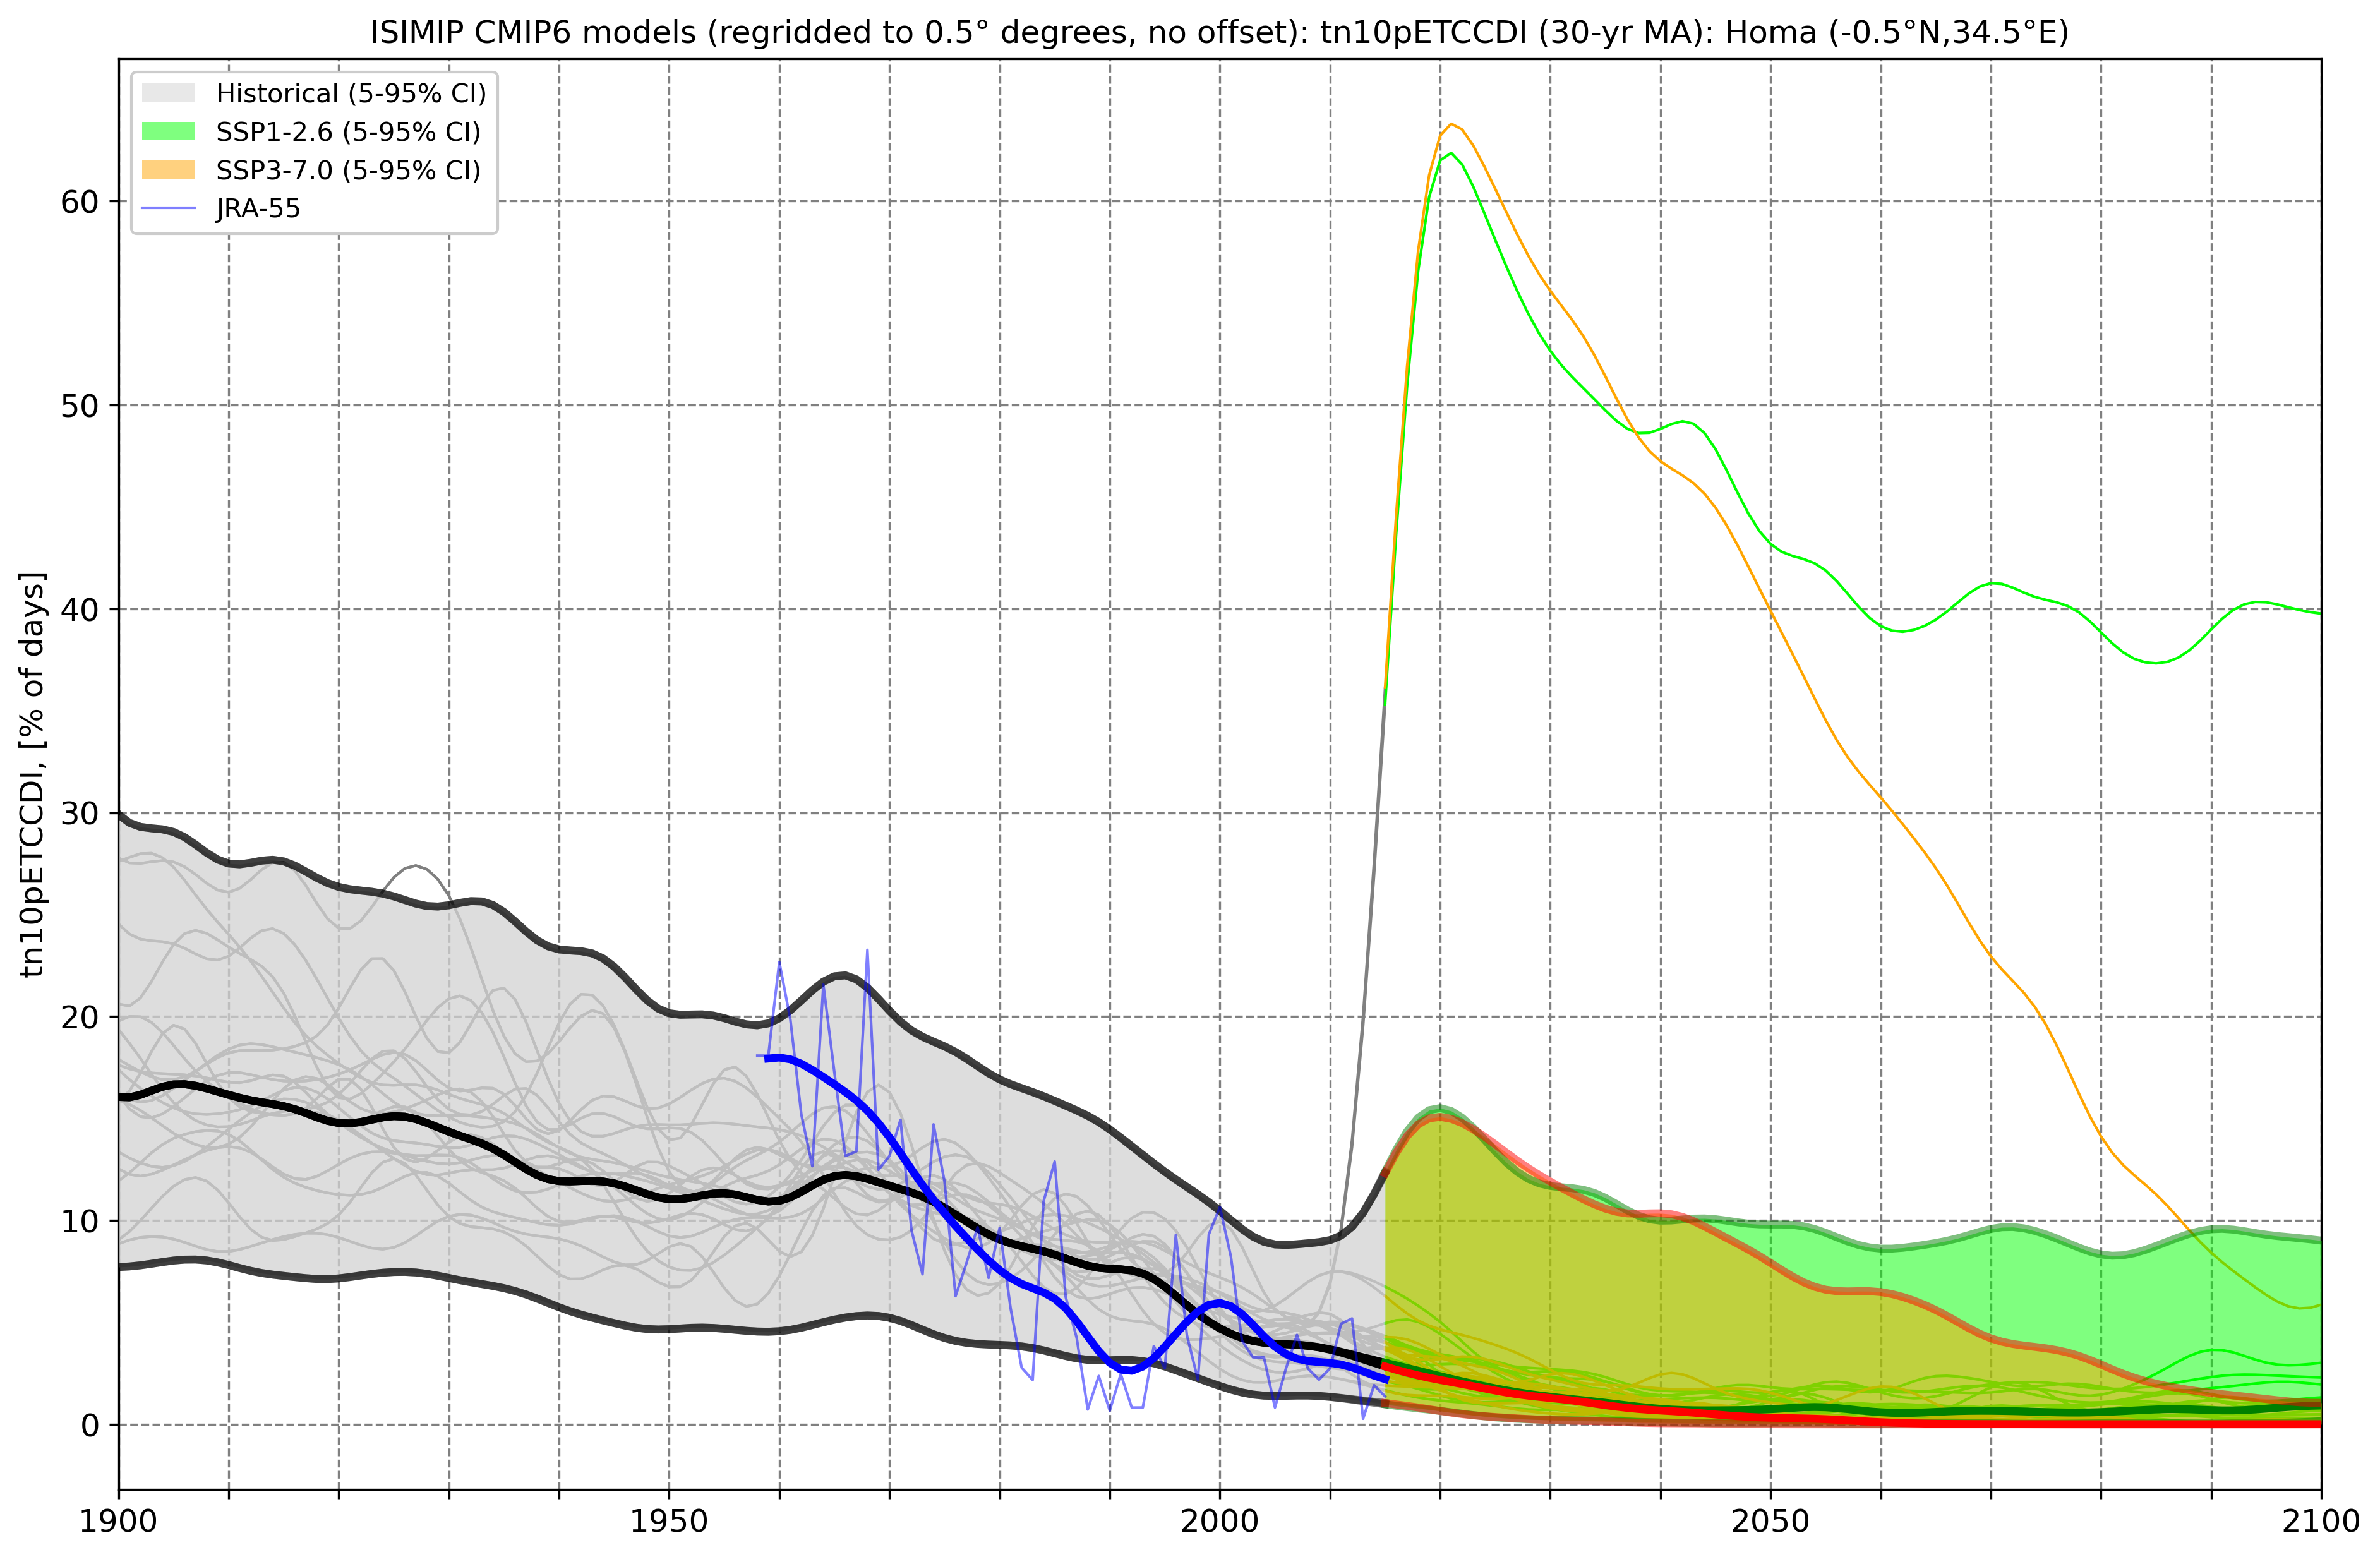 ISIMIP CMIP6 models (regridded to 0.5° degrees, no offset): tn10pETCCDI (30-yr MA): Homa (-0.5°N,34.5°E)
Historical (5-95% CI)
SSP1-2.6 (5-95% CI)
SSP3-7.0 (5-95% CI)
JRA-55
tn10pETCCDI, [% of days]
60
50
40
30
20
10
0
1900
1950
2000
2050
2100